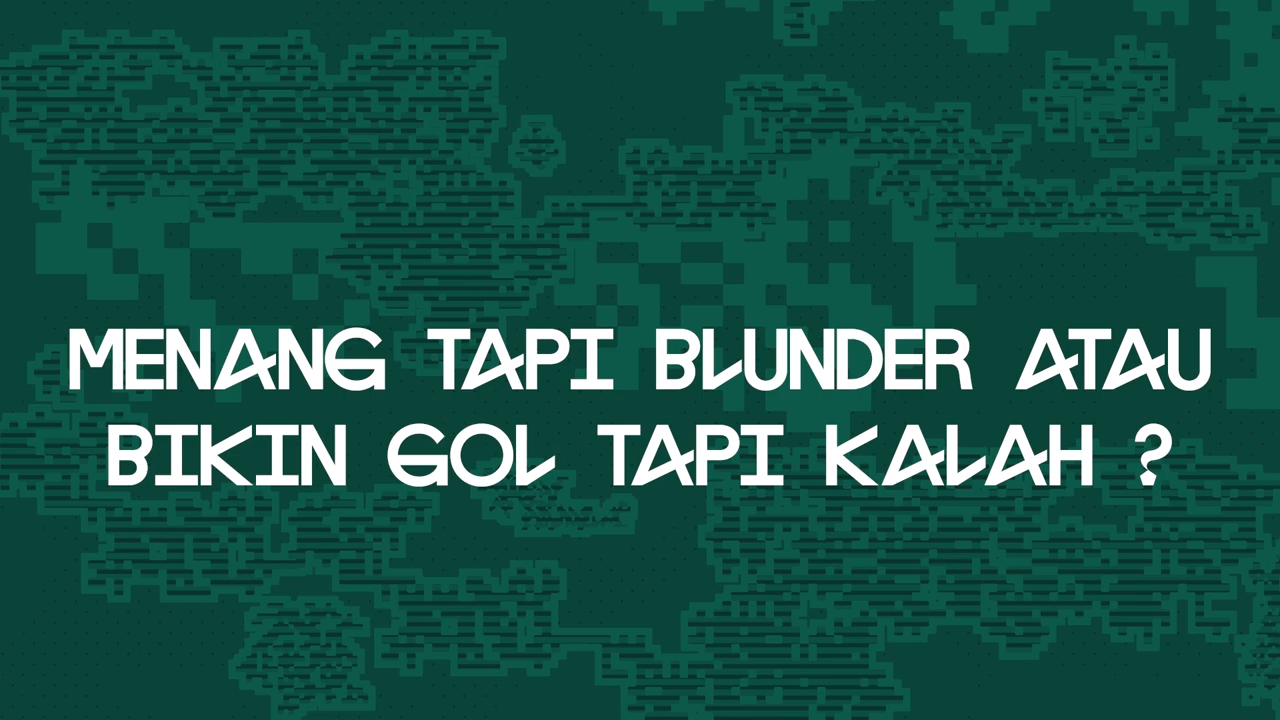 MENANG TAPI BLUNDER ATAU
BIKIN GOL TAPI KALAH ?